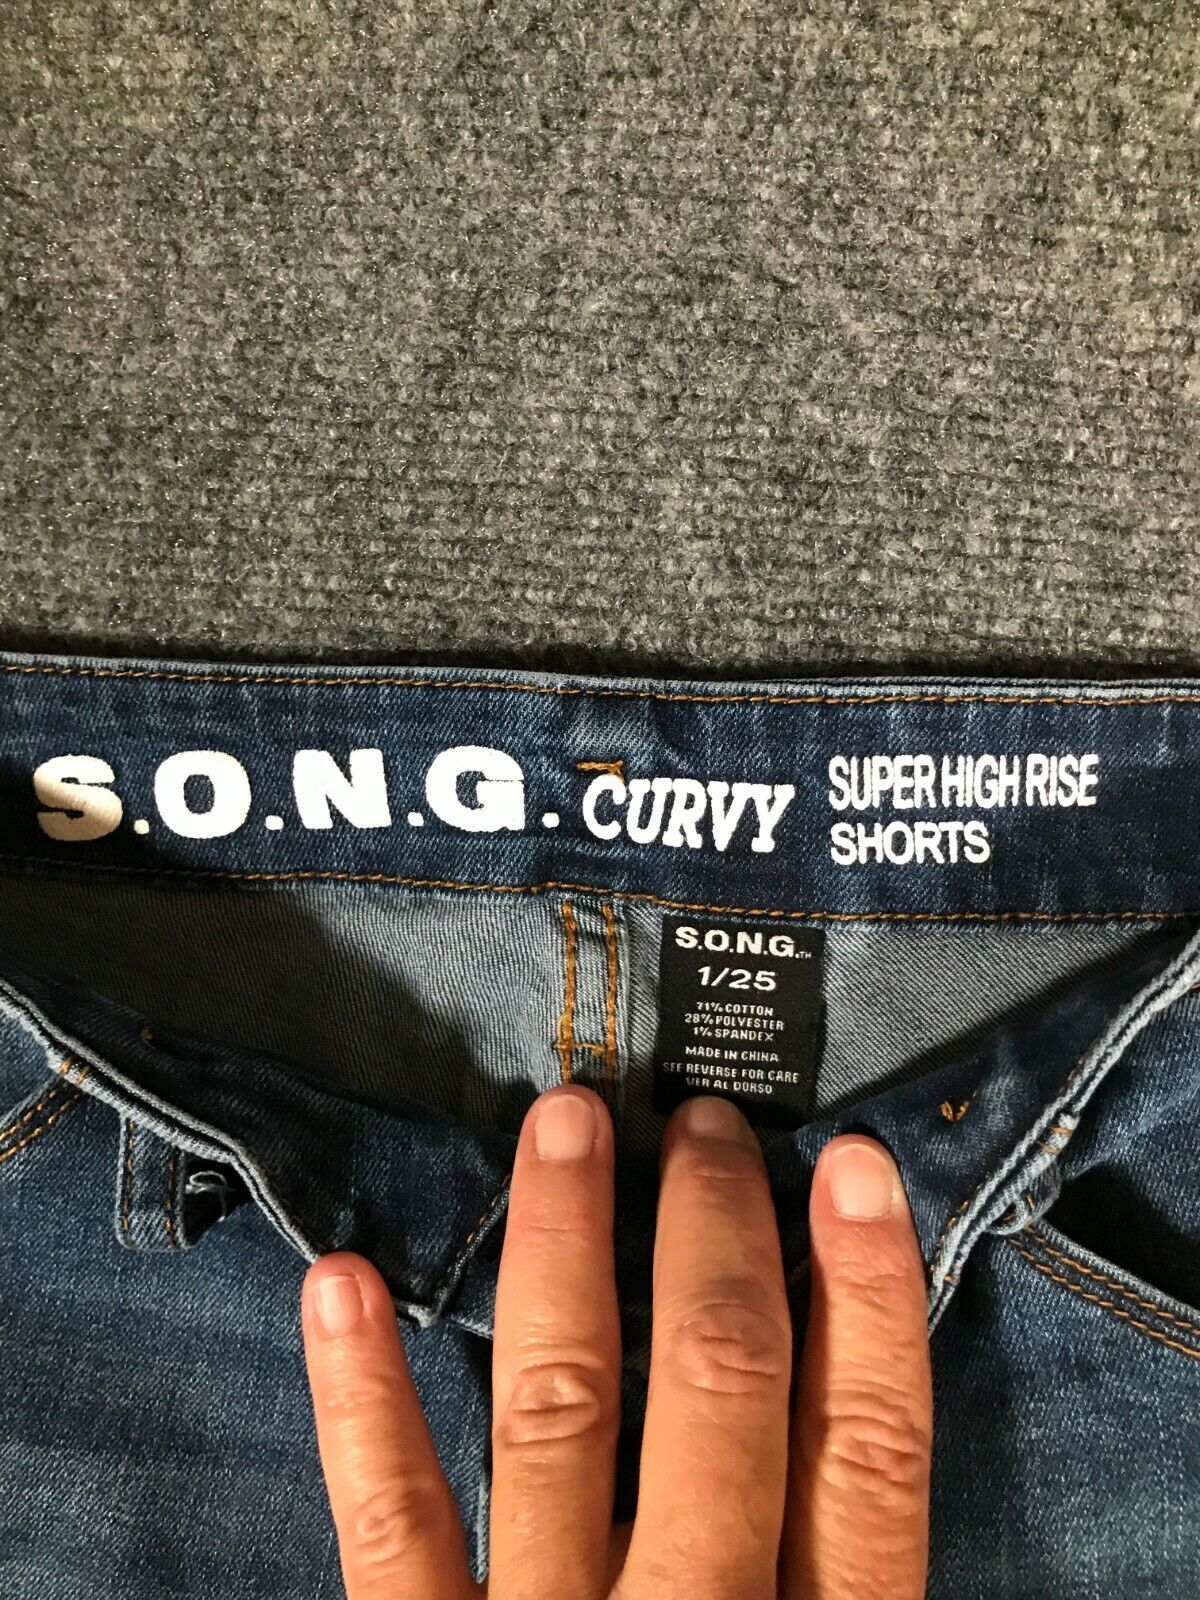 S.O.N.G. CURVY SUPER HIGH RISE
SHORTS
S.O.N.G.TM
1/25
71% COTTON
28% POLYESTER
1% SPANDEX
MADE IN CHINA
SEE REVERSE FOR CARE
VER AL DORSO